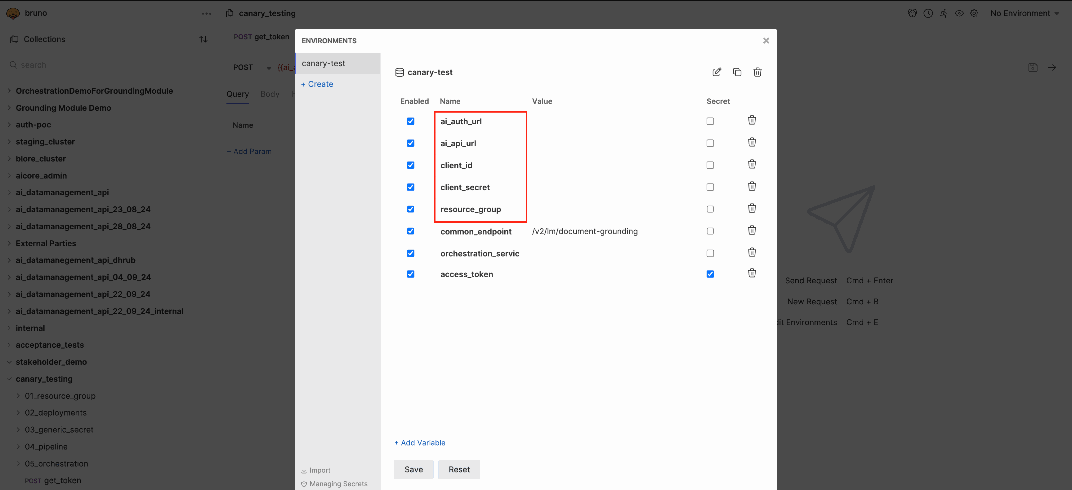 bruno
Collections
search
OrchestrationDemoForGroundingModule
Grounding Module Demo
auth-poc
staging_cluster
blore_cluster
aicore_admin
ai_datamanagement_api
ai_datamanagement_api_23_08_24
ai_datamanagement_api_28_08_24
External Parties
ai_datamanagement_api_dhrub
ai_datamanagement_api_04_09_24
ai_datamanagement_api_22_09_24
ai_datamanagement_api_22_09_24_internal
internal
acceptance_tests
stakeholder_demo
canary_testing
01_resource_group
02_deployments
03_generic_secret
04_pipeline
05_orchestration
POST get_token
canary_testing
No Environment
POST get_token
POST
{{ai_a
Query
Body
Name
+ Add Param
ENVIRONMENTS
canary-test
+ Create
Import
Managing Secrets
canary-test
Enabled Name Value Secret
ai_auth_url
ai_api_url
client_id
client_secret
resource_group
common_endpoint /v2/lm/document-grounding
orchestration_servic
access_token
+ Add Variable
Save Reset
Send Request Cmd + Enter
New Request Cmd + B
dit Environments Cmd + E